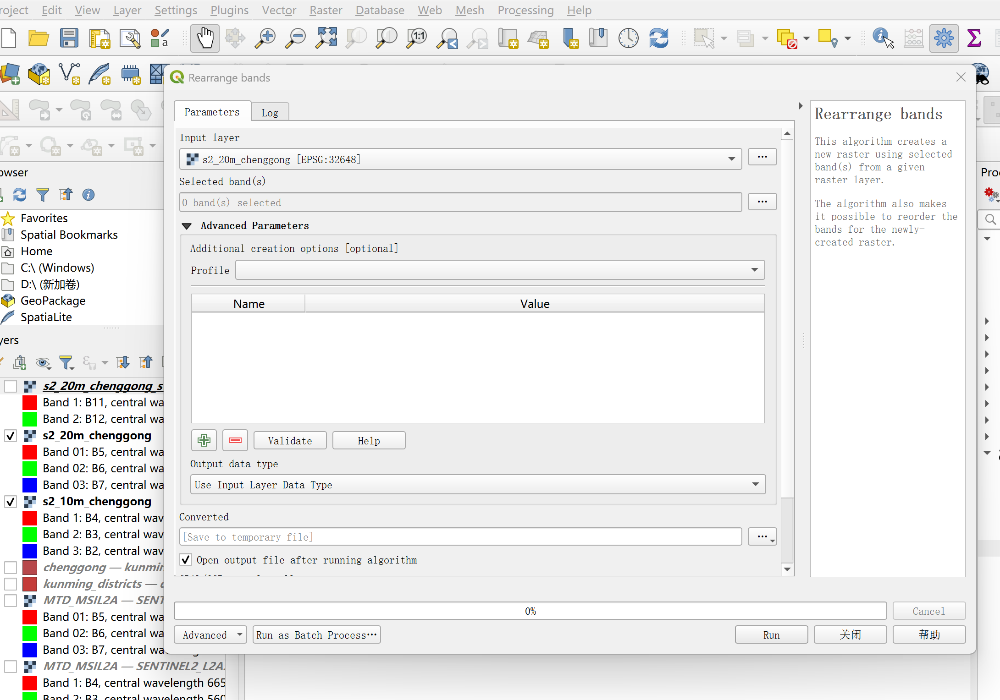 roject Edit View Layer Settings Plugins Vector Raster Database Web Mesh Processing Help
a
1:1
Rearrange bands
Parameters
Log
Input layer
s2_20m_chenggong [EPSG:32648]
…
Selected band(s)
0 band(s) selected
…
Advanced Parameters
Additional creation options [optional]
Profile
Name
Value
Validate
Help
Output data type
Use Input Layer Data Type
Converted
[Save to temporary file]
…
Open output file after running algorithm
0%
Cancel
Advanced
Run as Batch Process…
Run
关闭
帮助
Rearrange bands
This algorithm creates a
new raster using selected
band(s) from a given
raster layer.
The algorithm also makes
it possible to reorder the
bands for the newly-
created raster.
owser
Favorites
Spatial Bookmarks
Home
C:\ (Windows)
D:\ (新加卷)
GeoPackage
SpatiaLite
yers
s2_20m_chenggong_s
Band 1: B11, central wa
Band 2: B12, central wa
s2_20m_chenggong
Band 01: B5, central wa
Band 02: B6, central wa
Band 03: B7, central wa
s2_10m_chenggong
Band 1: B4, central wav
Band 2: B3, central wav
Band 3: B2, central wav
chenggong — kunmin
kunming_districts — c
MTD_MSIL2A — SENT
Band 01: B5, central wa
Band 02: B6, central wa
Band 03: B7, central wa
MTD_MSIL2A — SENTINEL2_L2A:
Band 1: B4, central wavelength 665
Band 2: B3, central wavelength 560
Proc